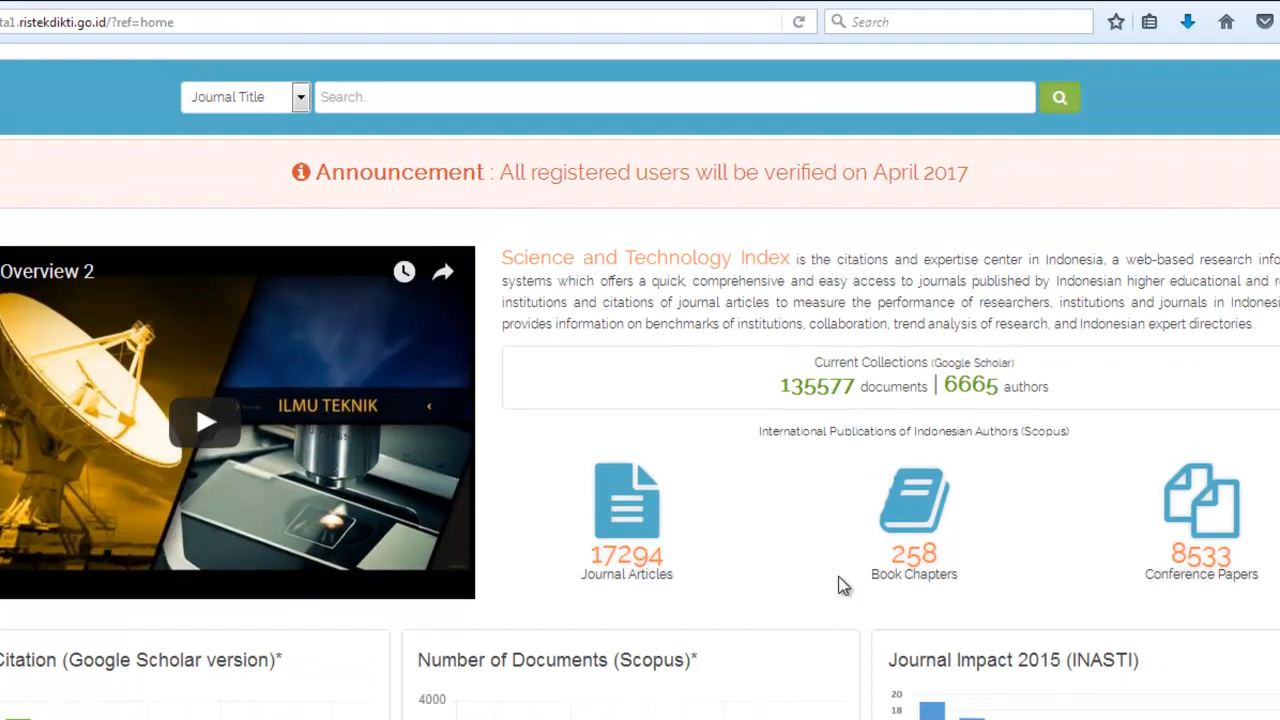 ta1.ristekdikti.go.id/?ref=home
Search
Journal Title
Search..
Announcement : All registered users will be verified on April 2017
Overview 2
ILMU TEKNIK
Science and Technology Index is the citations and expertise center in Indonesia, a web-based research info
systems which offers a quick, comprehensive and easy access to journals published by Indonesian higher educational and re
institutions and citations of journal articles to measure the performance of researchers, institutions and journals in Indonesi
provides information on benchmarks of institutions, collaboration, trend analysis of research, and Indonesian expert directories.
Current Collections (Google Scholar)
135577 documents | 6665 authors
International Publications of Indonesian Authors (Scopus)
17294
Journal Articles
258
Book Chapters
8533
Conference Papers
Citation (Google Scholar version)*
Number of Documents (Scopus)*
4000
Journal Impact 2015 (INASTI)
20
18